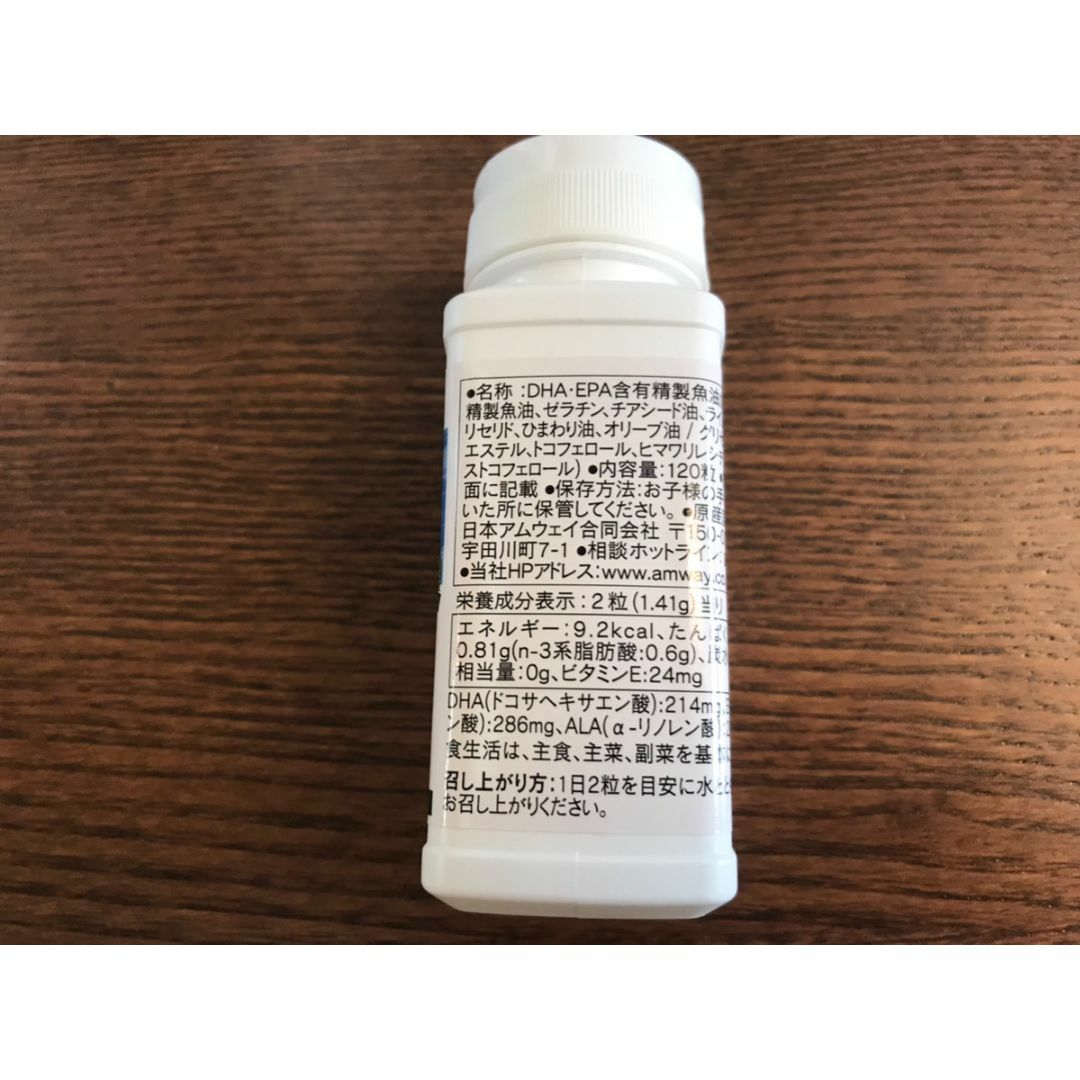 ●名称:DHA・EPA含有精製魚油
精製魚油、ゼラチン、チアシード油、ライ
リセリド、ひまわり油、オリーブ油 / グリ
エステル、トコフェロール、ヒマワリレシチ
ストコフェロール) ●内容量:120粒
面に記載 ●保存方法:お子様の手
いた所に保管してください。 ●原産
日本アムウェイ合同会社 〒150-0
宇田川町7-1 ●相談ホットライン
●当社HPアドレス:www.amway.co
栄養成分表示:2粒(1.41g)当り
エネルギー:9.2kcal、たんぱく
0.81g(n-3系脂肪酸:0.6g)、炭水
相当量:0g、ビタミンE:24mg
DHA(ドコサヘキサエン酸):214mg
ン酸):286mg、ALA(α-リノレン酸):
食生活は、主食、主菜、副菜を基本
召し上がり方:1日2粒を目安に水
お召し上がりください。